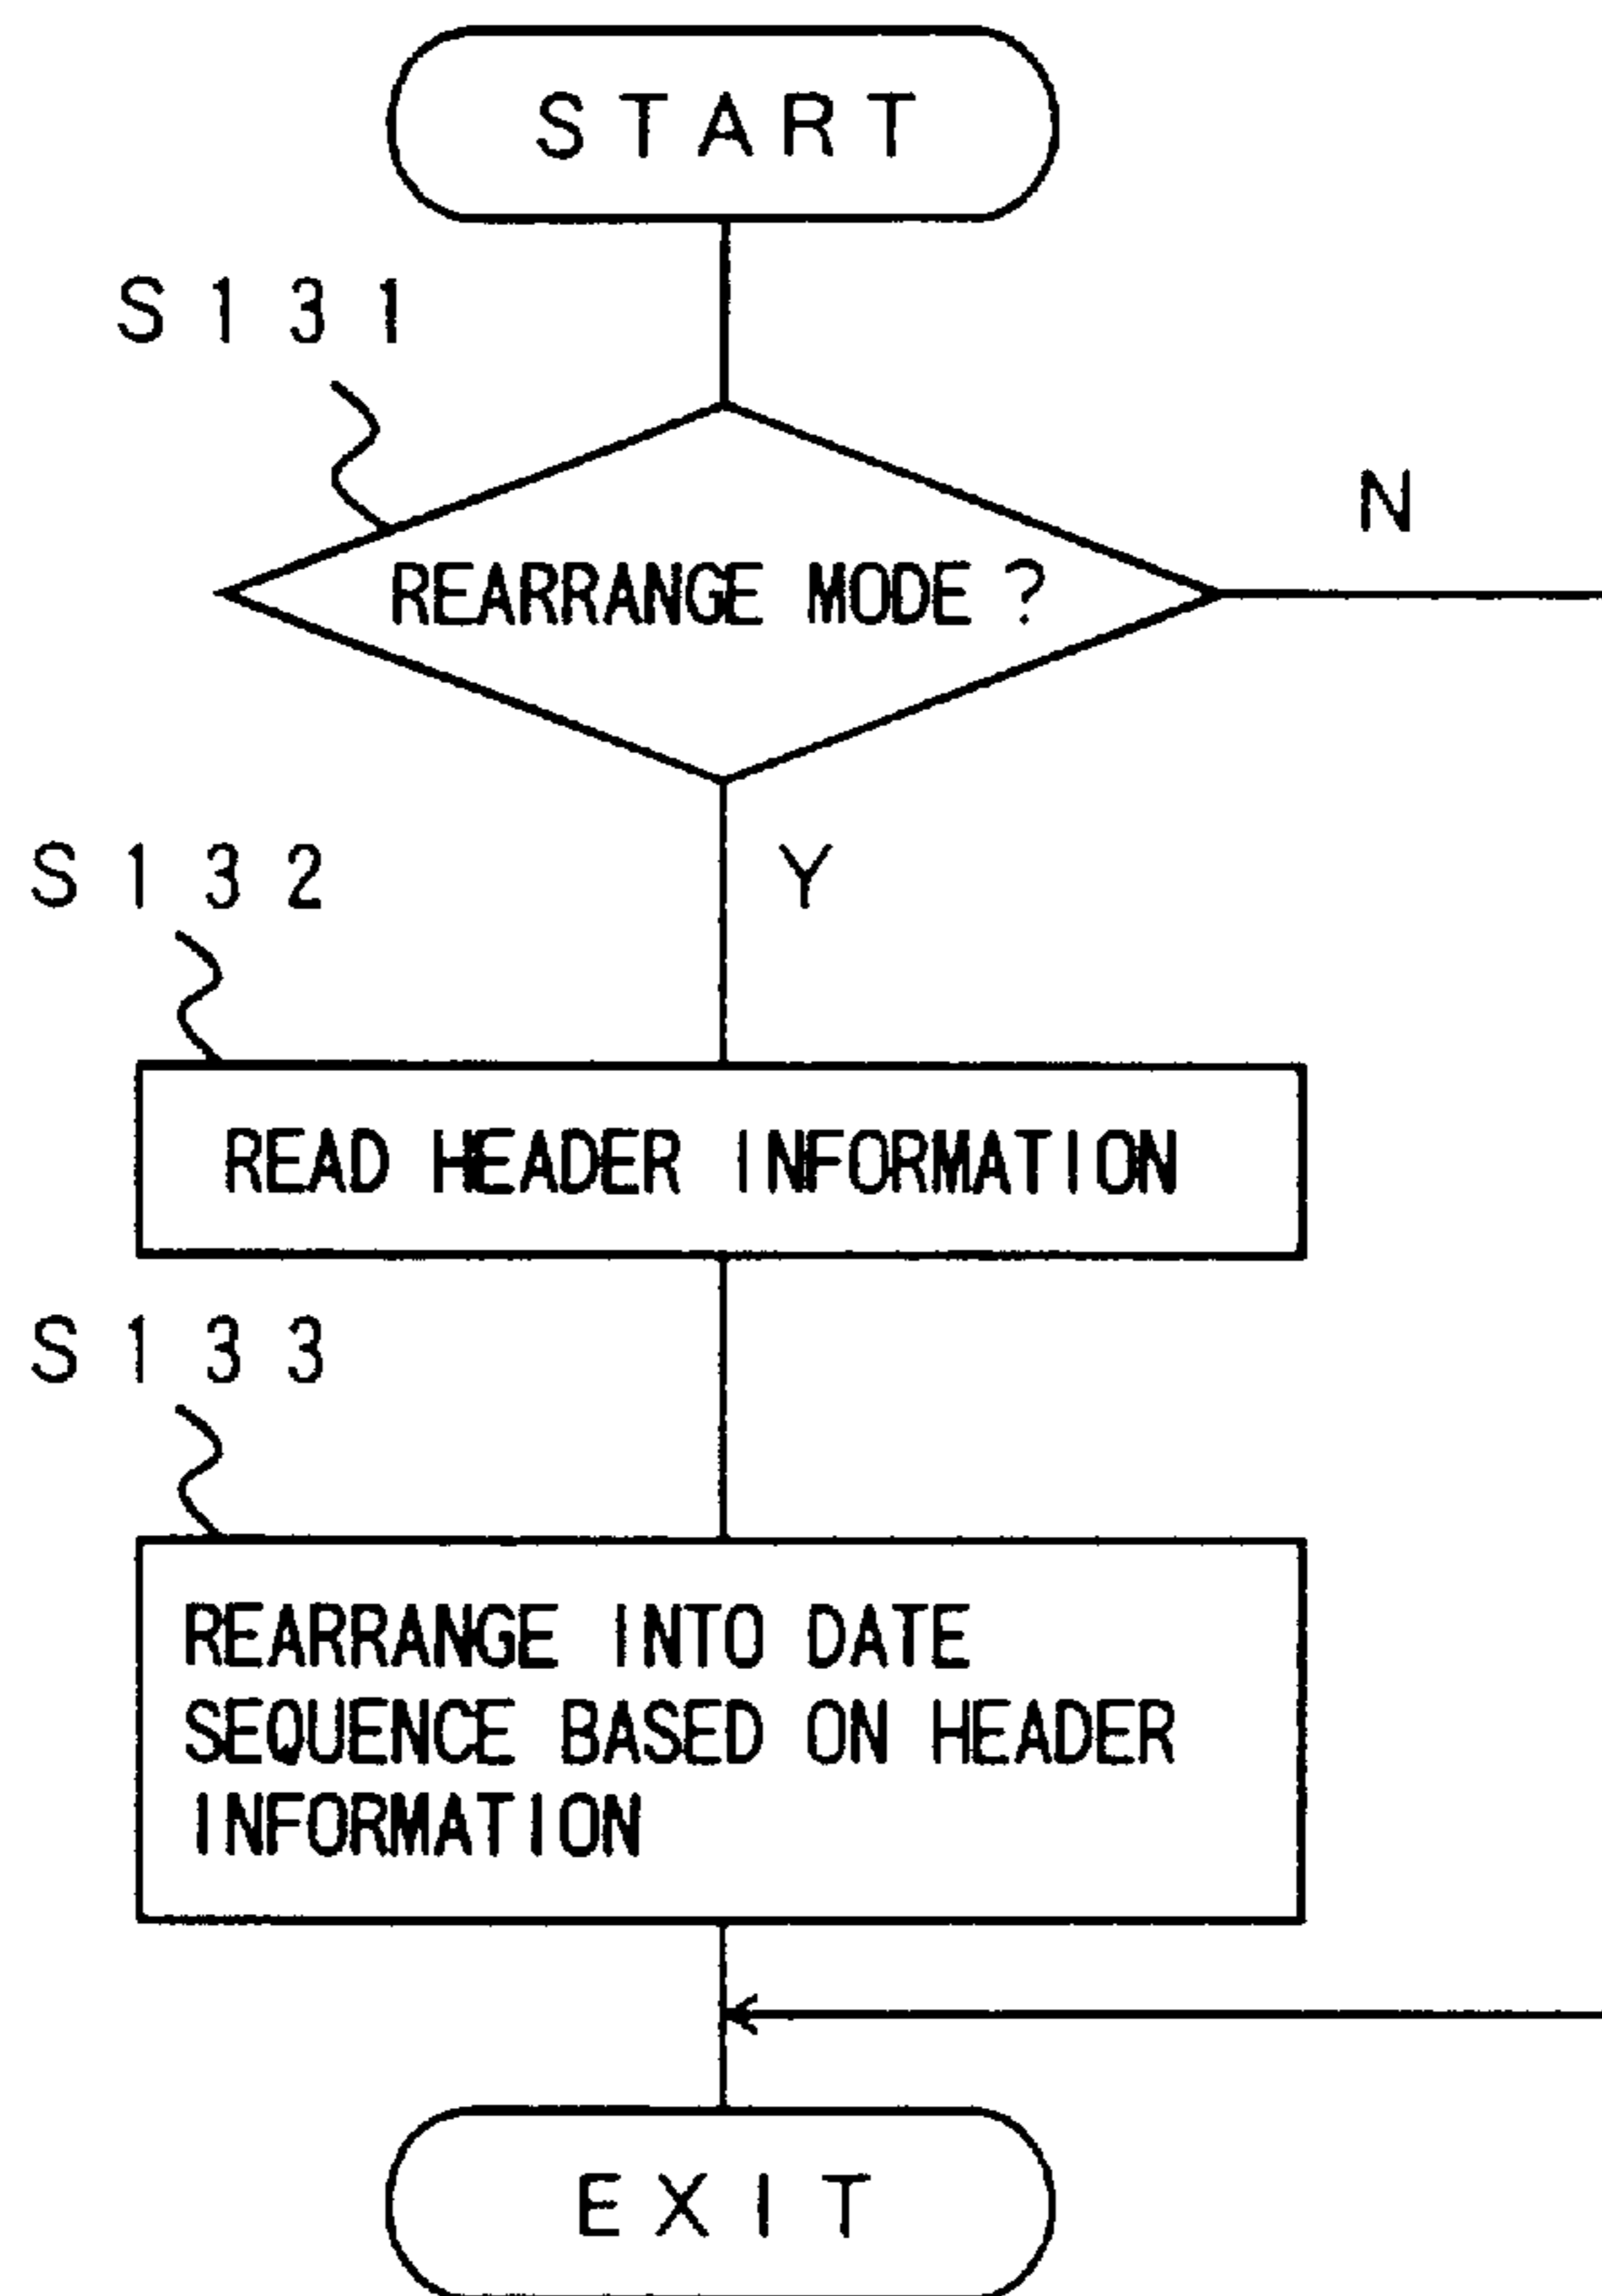 START
S131
N
REARRANGE MODE?
S132
Y
READ HEADER INFORMATION
S133
REARRANGE INTO DATE
SEQUENCE BASED ON HEADER
INFORMATION
EXIT